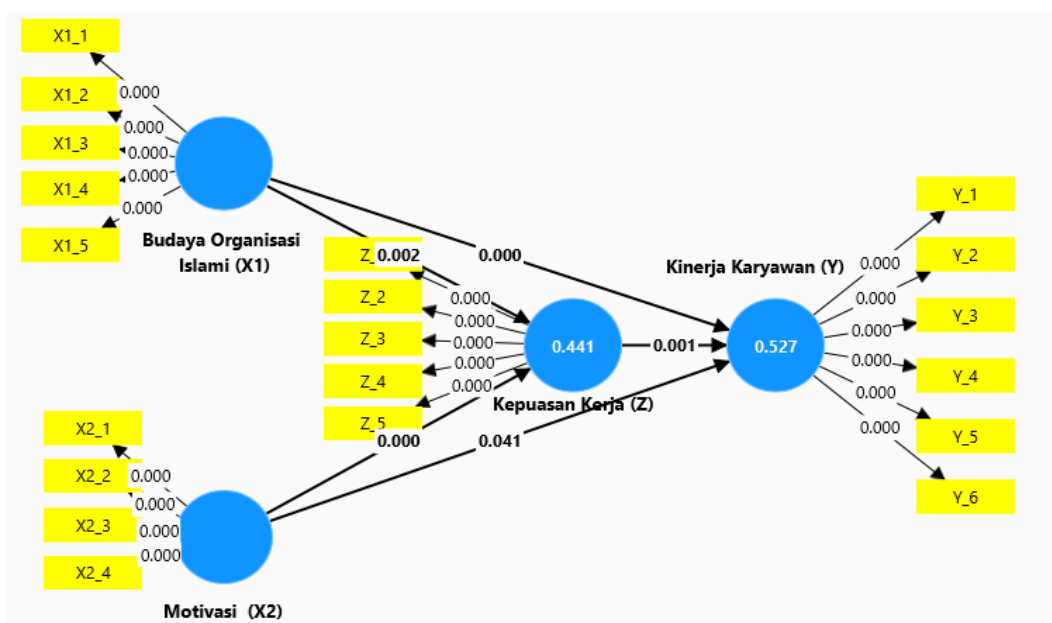 X1_1
0.000
X1_2
0.000
X1_3
0.000
X1_4
0.000
X1_5
0.000
Budaya Organisasi
Islami (X1)
Z_
0.002
0.000
Z_2
0.000
Z_3
0.000
Z_4
0.000
Z_5
0.000
0.000
0.000
0.441
Kepuasan Kerja (Z)
0.001
0.041
Kinerja Karyawan (Y)
0.527
Y_1
0.000
Y_2
0.000
Y_3
0.000
Y_4
0.000
Y_5
0.000
Y_6
0.000
X2_1
0.000
X2_2
0.000
X2_3
0.000
X2_4
0.000
Motivasi (X2)